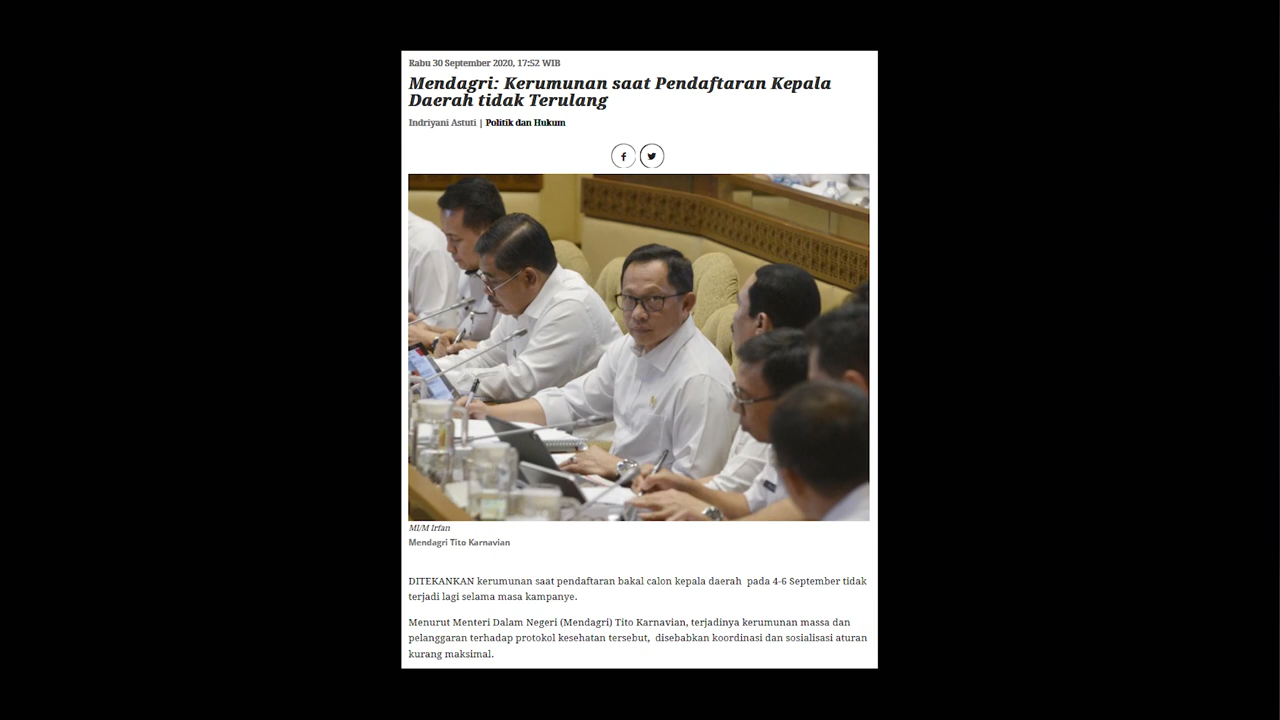 Rabu 30 September 2020, 17:52 WIB
Mendagri: Kerumunan saat Pendaftaran Kepala
Daerah tidak Terulang
Indriyani Astuti | Politik dan Hukum
MI/M Irfan
Mendagri Tito Karnavian
DITEKANKAN kerumunan saat pendaftaran bakal calon kepala daerah pada 4-6 September tidak
terjadi lagi selama masa kampanye.
Menurut Menteri Dalam Negeri (Mendagri) Tito Karnavian, terjadinya kerumunan massa dan
pelanggaran terhadap protokol kesehatan tersebut, disebabkan koordinasi dan sosialisasi aturan
kurang maksimal.